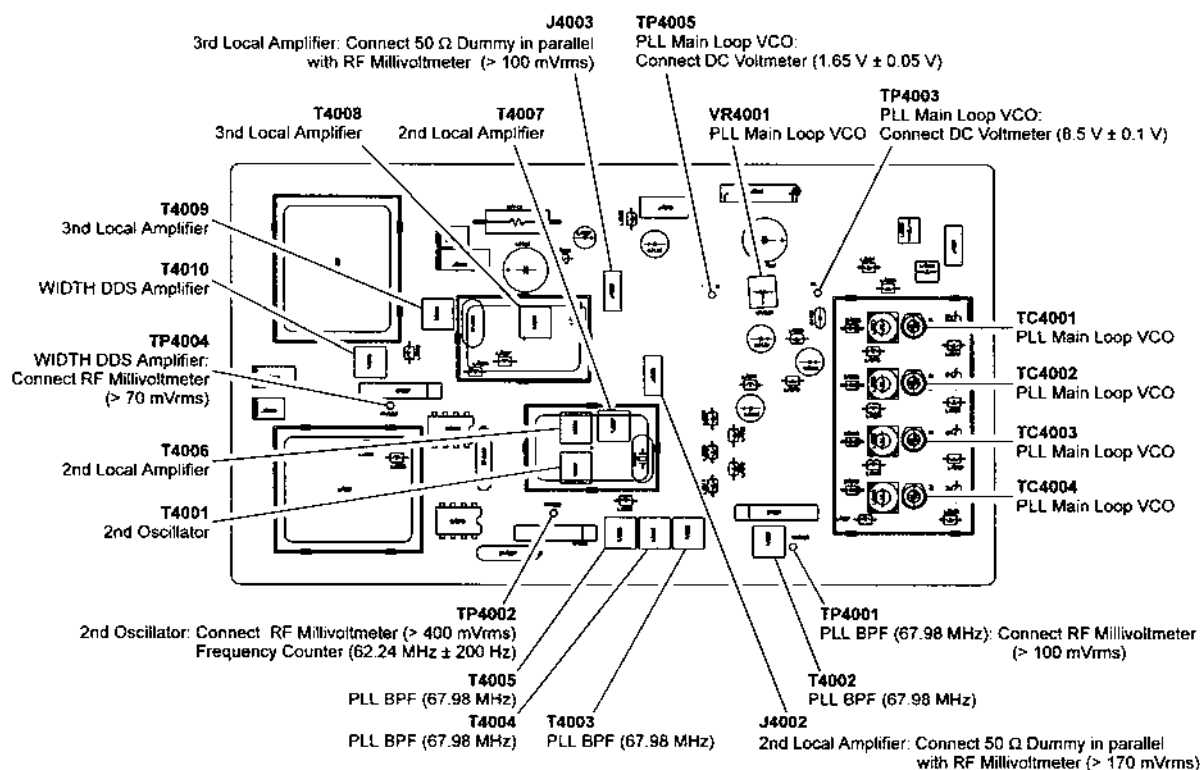 J4003
3rd Local Amplifier: Connect 50 Ω Dummy in parallel
with RF Millivoltmeter (> 100 mVrms)
TP4005
PLL Main Loop VCO:
Connect DC Voltmeter (1.65 V ± 0.05 V)
TP4003
PLL Main Loop VCO:
Connect DC Voltmeter (8.5 V ± 0.1 V)
T4008
3nd Local Amplifier
T4007
2nd Local Amplifier
VR4001
PLL Main Loop VCO
T4009
3nd Local Amplifier
T4010
WIDTH DDS Amplifier
TP4004
WIDTH DDS Amplifier:
Connect RF Millivoltmeter
(> 70 mVrms)
T4006
2nd Local Amplifier
T4001
2nd Oscillator
TC4001
PLL Main Loop VCO
TC4002
PLL Main Loop VCO
TC4003
PLL Main Loop VCO
TC4004
PLL Main Loop VCO
TP4002
2nd Oscillator: Connect RF Millivoltmeter (> 400 mVrms)
Frequency Counter (62.24 MHz ± 200 Hz)
TP4001
PLL BPF (67.98 MHz): Connect RF Millivoltmeter
(> 100 mVrms)
T4005
PLL BPF (67.98 MHz)
T4002
PLL BPF (67.98 MHz)
T4004
PLL BPF (67.98 MHz)
T4003
PLL BPF (67.98 MHz)
J4002
2nd Local Amplifier: Connect 50 Ω Dummy in parallel
with RF Millivoltmeter (> 170 mVrms)